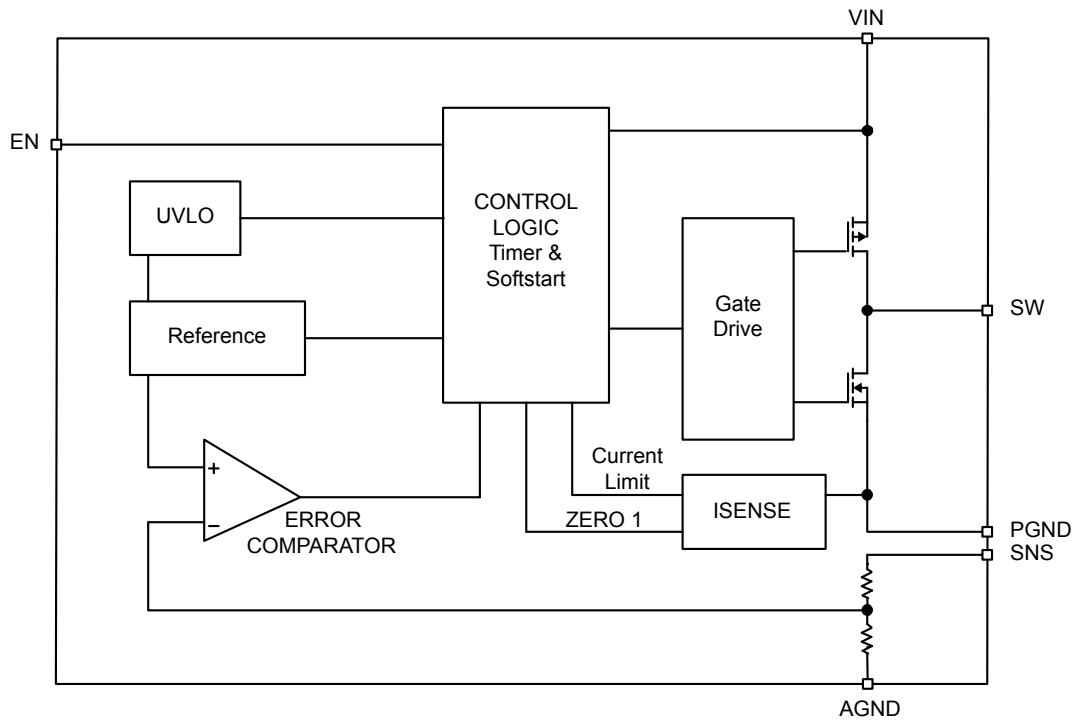 VIN
EN
UVLO
CONTROL
LOGIC
Timer &
Softstart
Gate
Drive
SW
Reference
Current
Limit
ISENSE
ZERO 1
+
−
ERROR
COMPARATOR
PGND
SNS
AGND